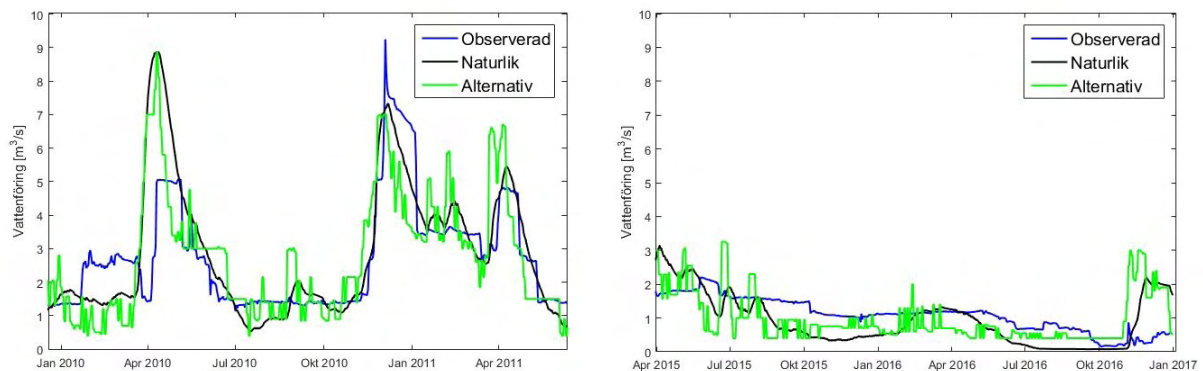 10
9
8
7
6
5
4
3
2
1
0
Vattenföring [m³/s]
Observerad
Naturlik
Alternativ
Jan 2010 Apr 2010 Jul 2010 Okt 2010 Jan 2011 Apr 2011
10
9
8
7
6
5
4
3
2
1
0
Vattenföring [m³/s]
Observerad
Naturlik
Alternativ
Apr 2015 Jul 2015 Okt 2015 Jan 2016 Apr 2016 Jul 2016 Okt 2016 Jan 2017